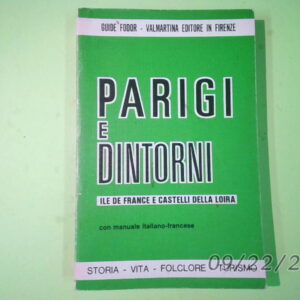 GUIDE FODOR - VALMARTINA EDITORE IN FIRENZE
PARIGI
E
DINTORNI
ILE DE FRANCE E CASTELLI DELLA LOIRA
con manuale italiano-francese
STORIA - VITA - FOLCLORE - TURISMO
09/22/2